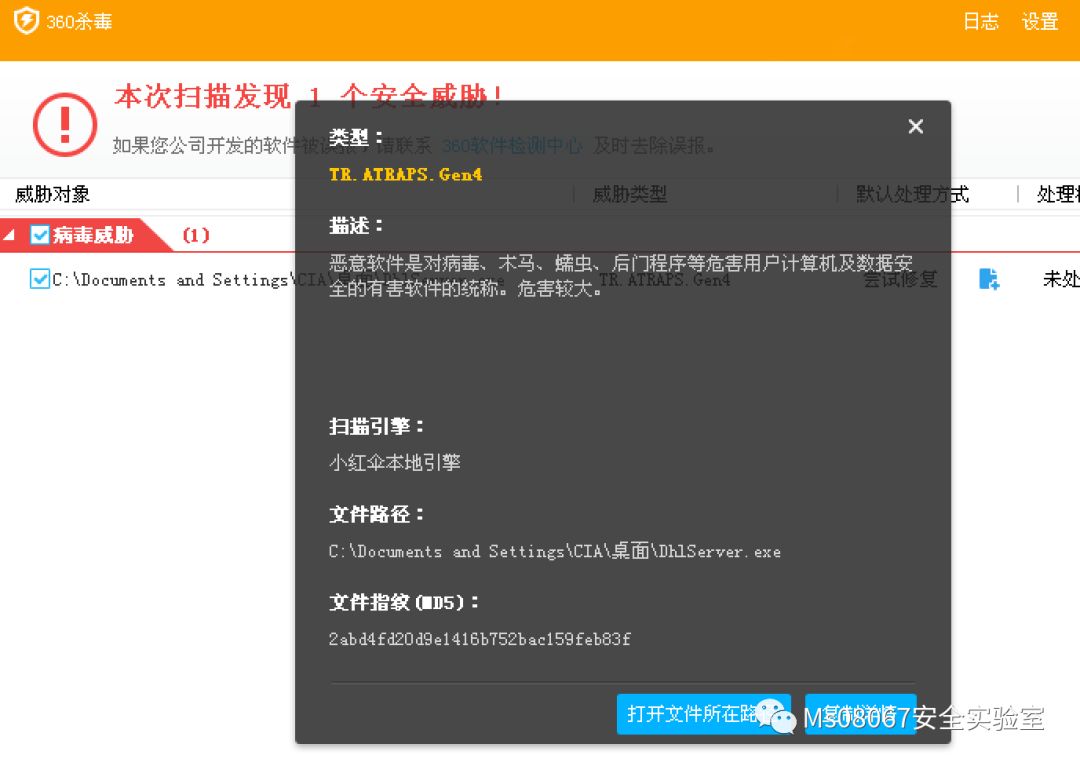 360杀毒
日志 设置
本次扫描发现 1 个安全威胁!
如果您公司开发的软件被误报,请联系 360软件检测中心 及时去除误报。
威胁对象 威胁类型 默认处理方式 处理
病毒威胁 (1)
C:\Documents and Settings\CIA\桌面\DhlServer.exe TR.ATRAPS.Gen4 尝试修复 未处
类型:
TR.ATRAPS.Gen4
描述:
恶意软件是对病毒、木马、蠕虫、后门程序等危害用户计算机及数据安
全的有害软件的统称。危害较大。
扫描引擎:
小红伞本地引擎
文件路径:
C:\Documents and Settings\CIA\桌面\DhlServer.exe
文件指纹(MD5):
2abd4fd20d9e1416b752bac159feb83f
打开文件所在路
Ms08067安全实验室